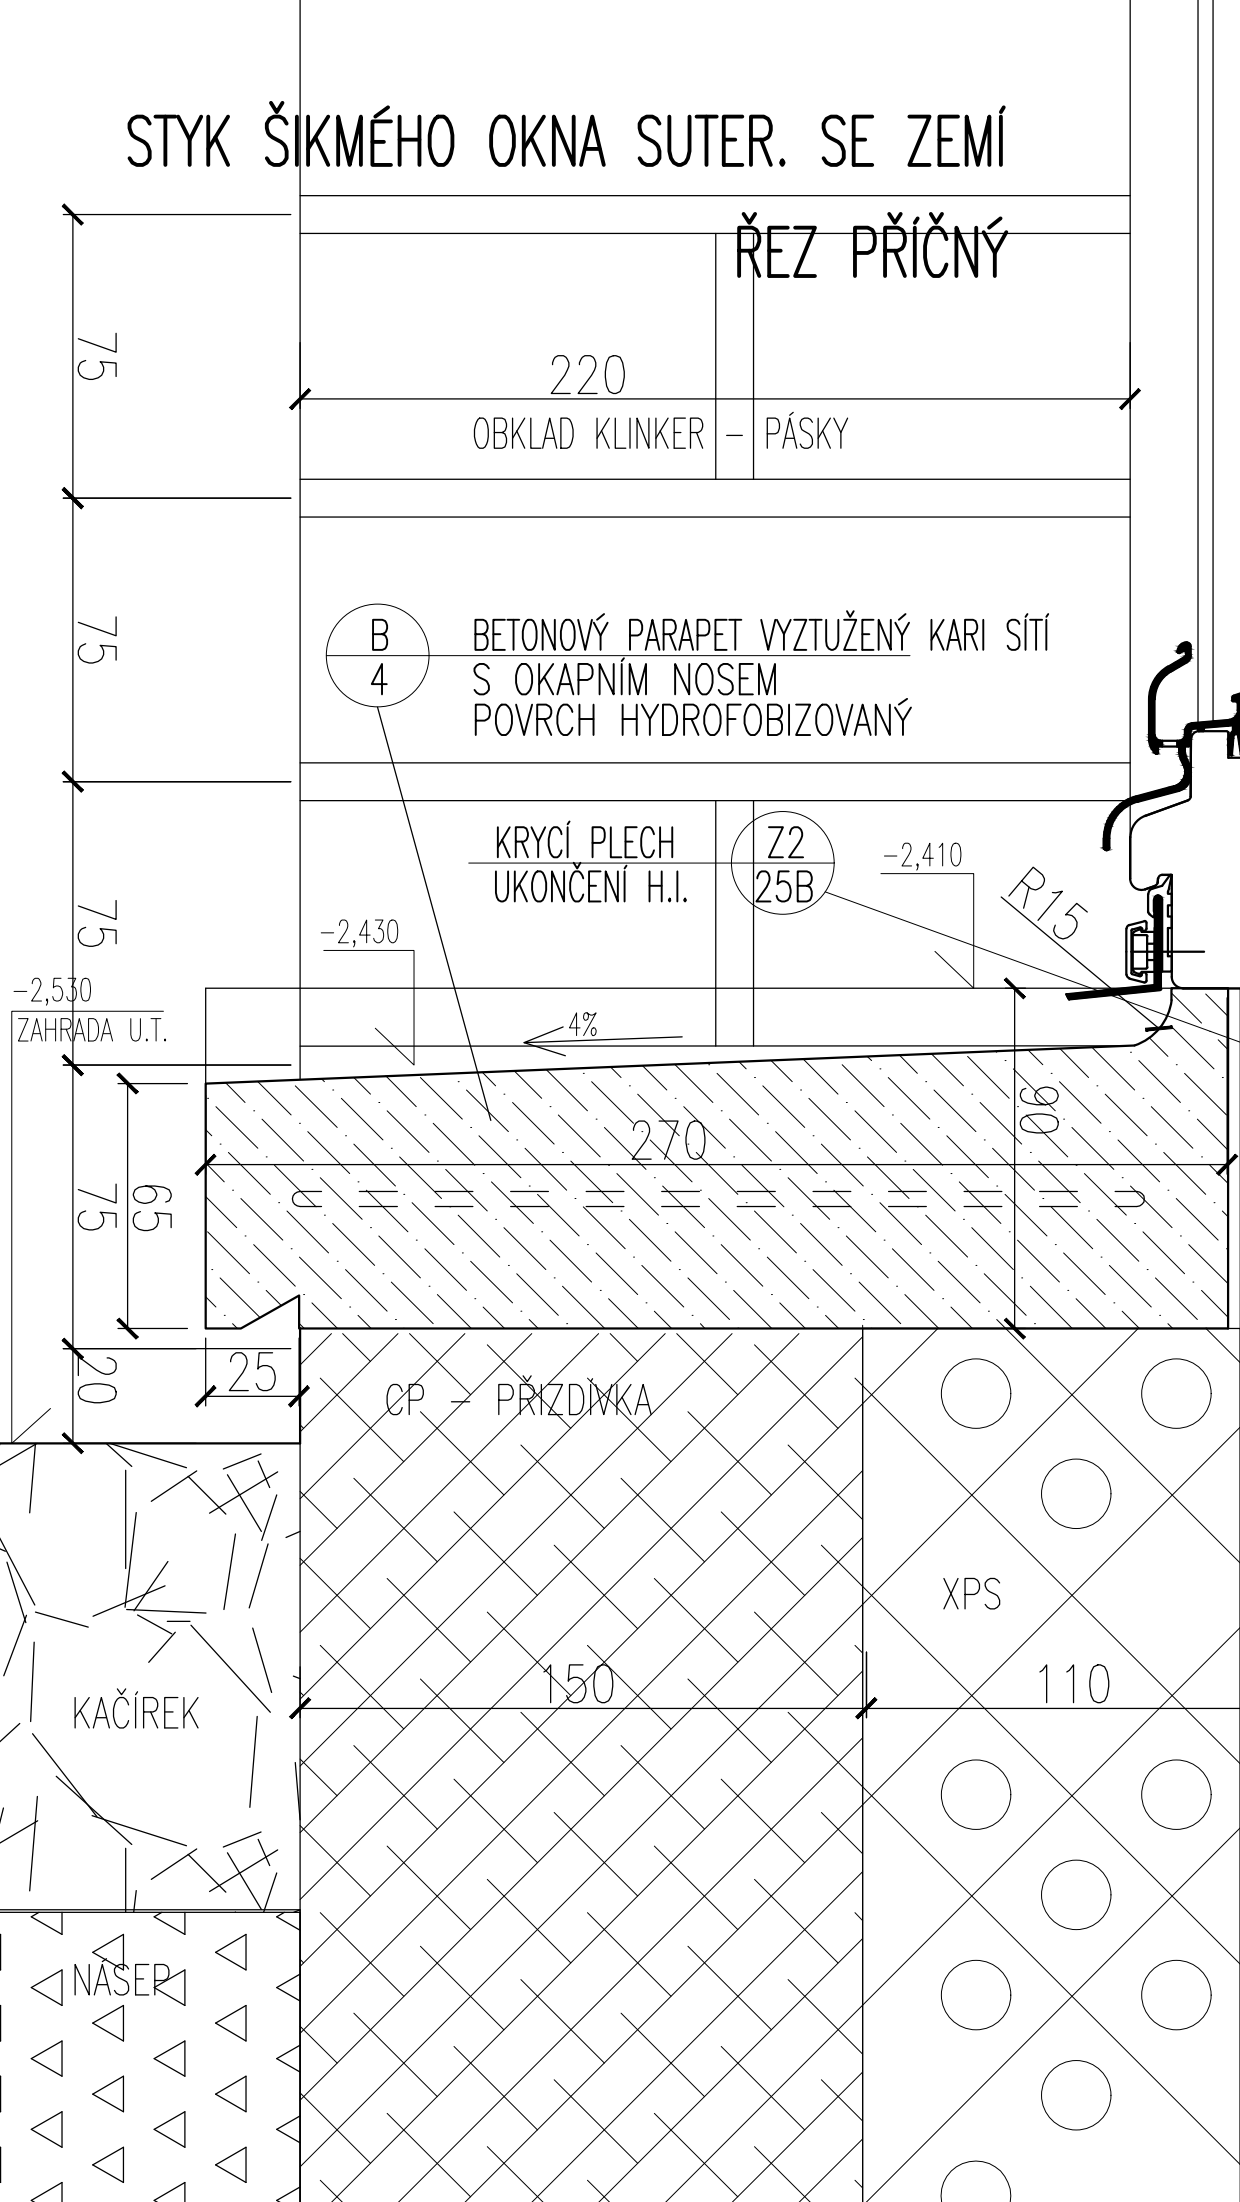 STYK ŠIKMÉHO OKNA SUTER. SE ZEMÍ
ŘEZ PŘÍČNÝ
75
220
OBKLAD KLINKER - PÁSKY
75
B
4
BETONOVÝ PARAPET VYZTUŽENÝ KARI SÍTÍ
S OKAPNÍM NOSEM
POVRCH HYDROFOBIZOVANÝ
KRYCÍ PLECH
UKONČENÍ H.I.
Z2
25B
-2,410
R15
75
-2,430
-2,530
ZAHRADA U.T.
4%
90
270
75
65
20
25
CP - PŘIZDÍVKA
XPS
150
110
KAČÍREK
NÁSEP